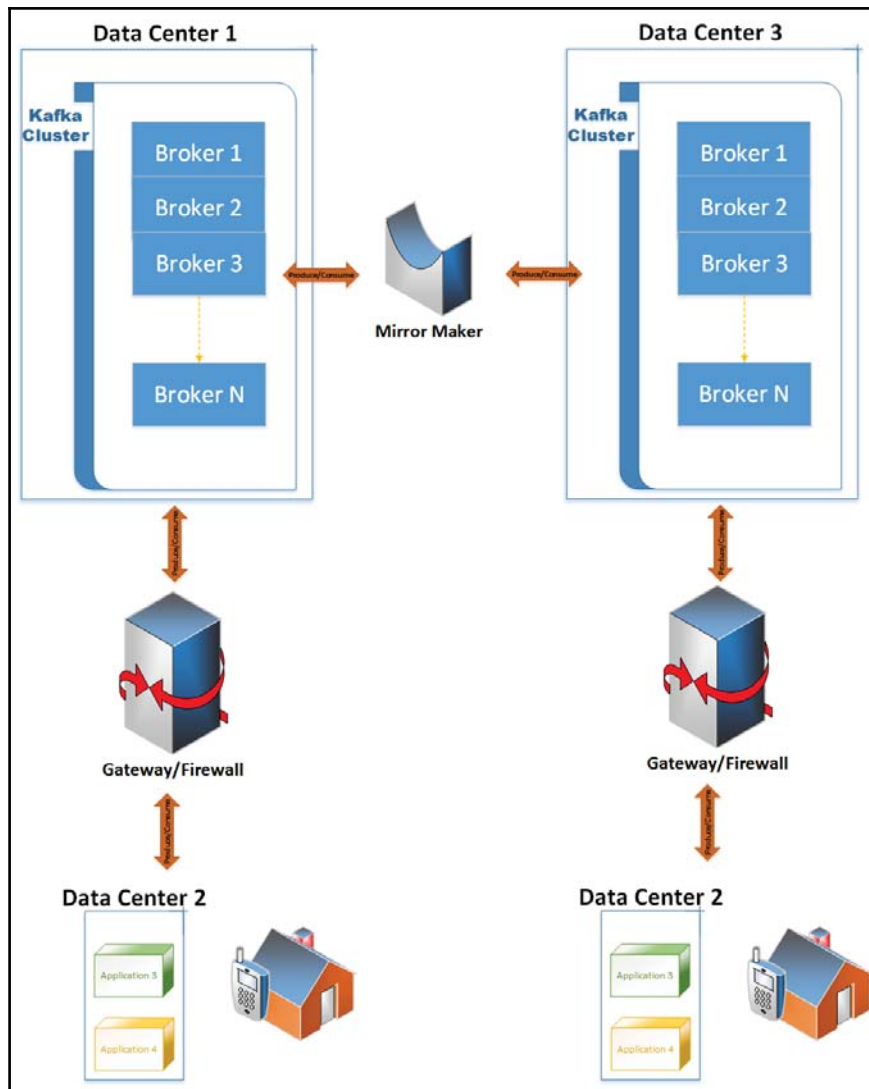 Data Center 1
Kafka
Cluster
Broker 1
Broker 2
Broker 3
Broker N
Produce/Consume
Mirror Maker
Produce/Consume
Data Center 3
Kafka
Cluster
Broker 1
Broker 2
Broker 3
Broker N
Produce/Consume
Gateway/Firewall
Produce/Consume
Data Center 2
Application 3
Application 4
Produce/Consume
Gateway/Firewall
Produce/Consume
Data Center 2
Application 3
Application 4